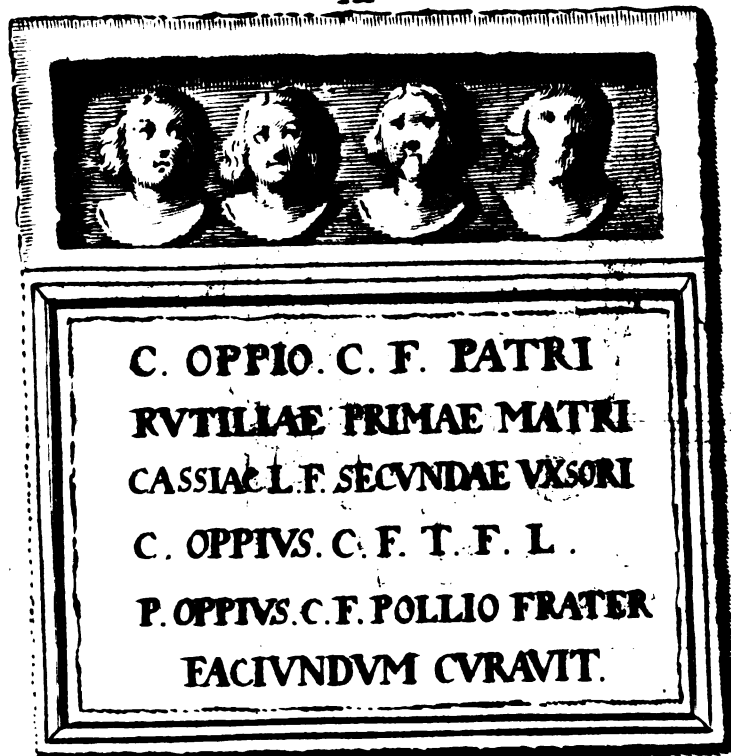 C. OPPIO. C. F. PATRI
RVTILIAE PRIMAE MATRI
CASSIAE L. F. SECVNDAE VXSORI
C. OPPIVS. C. F. T. F. L.
P. OPPIVS. C. F. POLLIO FRATER
FACIVNDVM CVRAVIT.